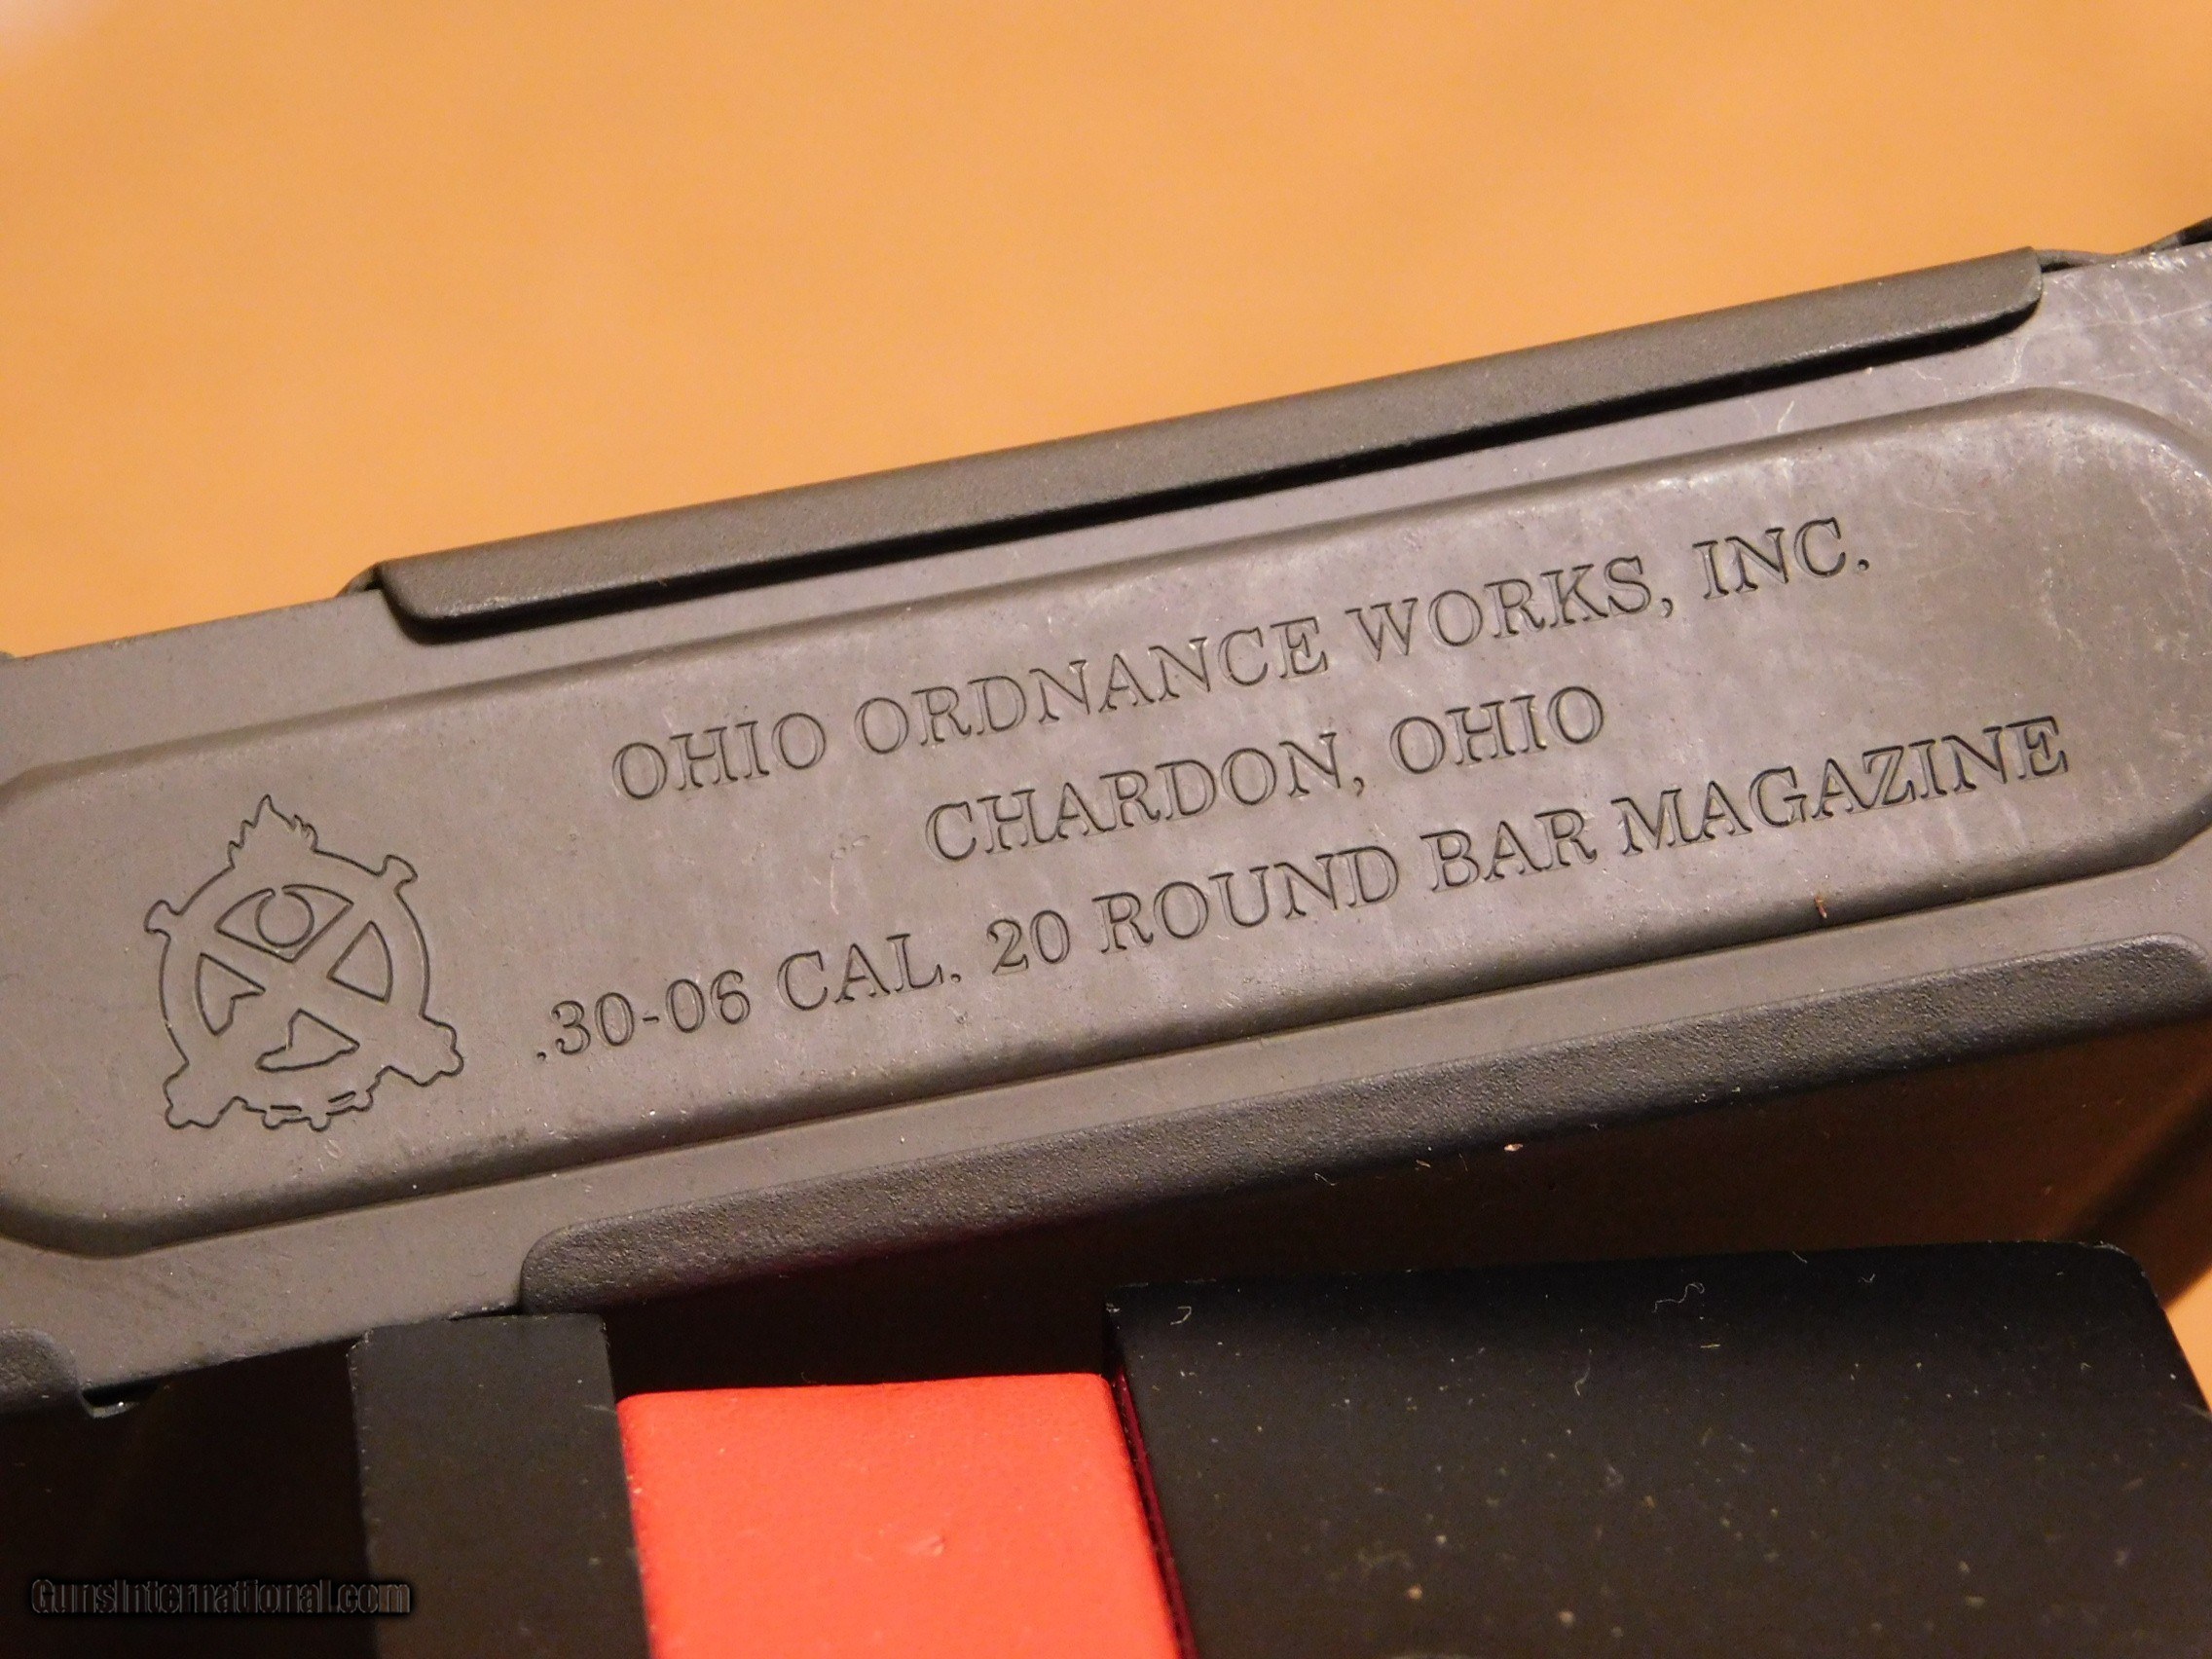 OHIO ORDNANCE WORKS, INC.
CHARDON, OHIO
.30-06 CAL. 20 ROUND BAR MAGAZINE
GunsInternational.com